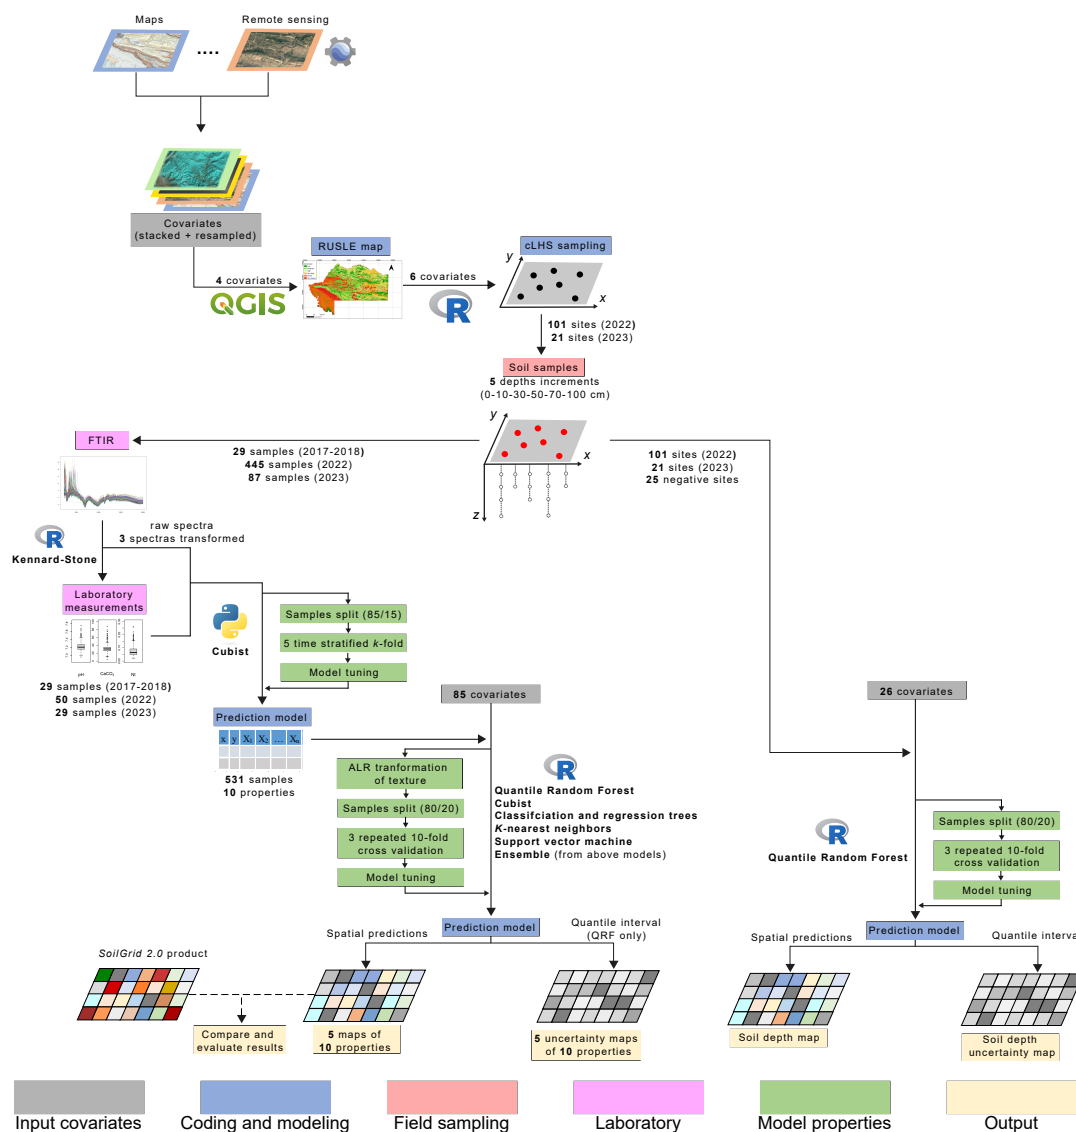 Maps
Remote sensing
....
Covariates
(stacked + resampled)
RUSLE map
cLHS sampling
4 covariates
QGIS
6 covariates
R
y
x
101 sites (2022)
21 sites (2023)
Soil samples
5 depths increments
(0-10-30-50-70-100 cm)
y
x
z
FTIR
29 samples (2017-2018)
445 samples (2022)
87 samples (2023)
101 sites (2022)
21 sites (2023)
25 negative sites
raw spectra
3 spectras transformed
R
Kennard-Stone
Laboratory
measurements
pH
CaCO3
Nt
29 samples (2017-2018)
50 samples (2022)
29 samples (2023)
Cubist
Samples split (85/15)
5 time stratified k-fold
Model tuning
Prediction model
x y X1 X2 ... Xn
531 samples
10 properties
85 covariates
26 covariates
ALR tranformation
of texture
Samples split (80/20)
3 repeated 10-fold
cross validation
Model tuning
R
Quantile Random Forest
Cubist
Classifciation and regression trees
K-nearest neighbors
Support vector machine
Ensemble (from above models)
R
Quantile Random Forest
Samples split (80/20)
3 repeated 10-fold
cross validation
Model tuning
Prediction model
Spatial predictions
Quantile interval
(QRF only)
Prediction model
Spatial predictions
Quantile interval
SoilGrid 2.0 product
Compare and
evaluate results
5 maps of
10 properties
5 uncertainty maps
of 10 properties
Soil depth map
Soil depth
uncertainty map
Input covariates
Coding and modeling
Field sampling
Laboratory
Model properties
Output